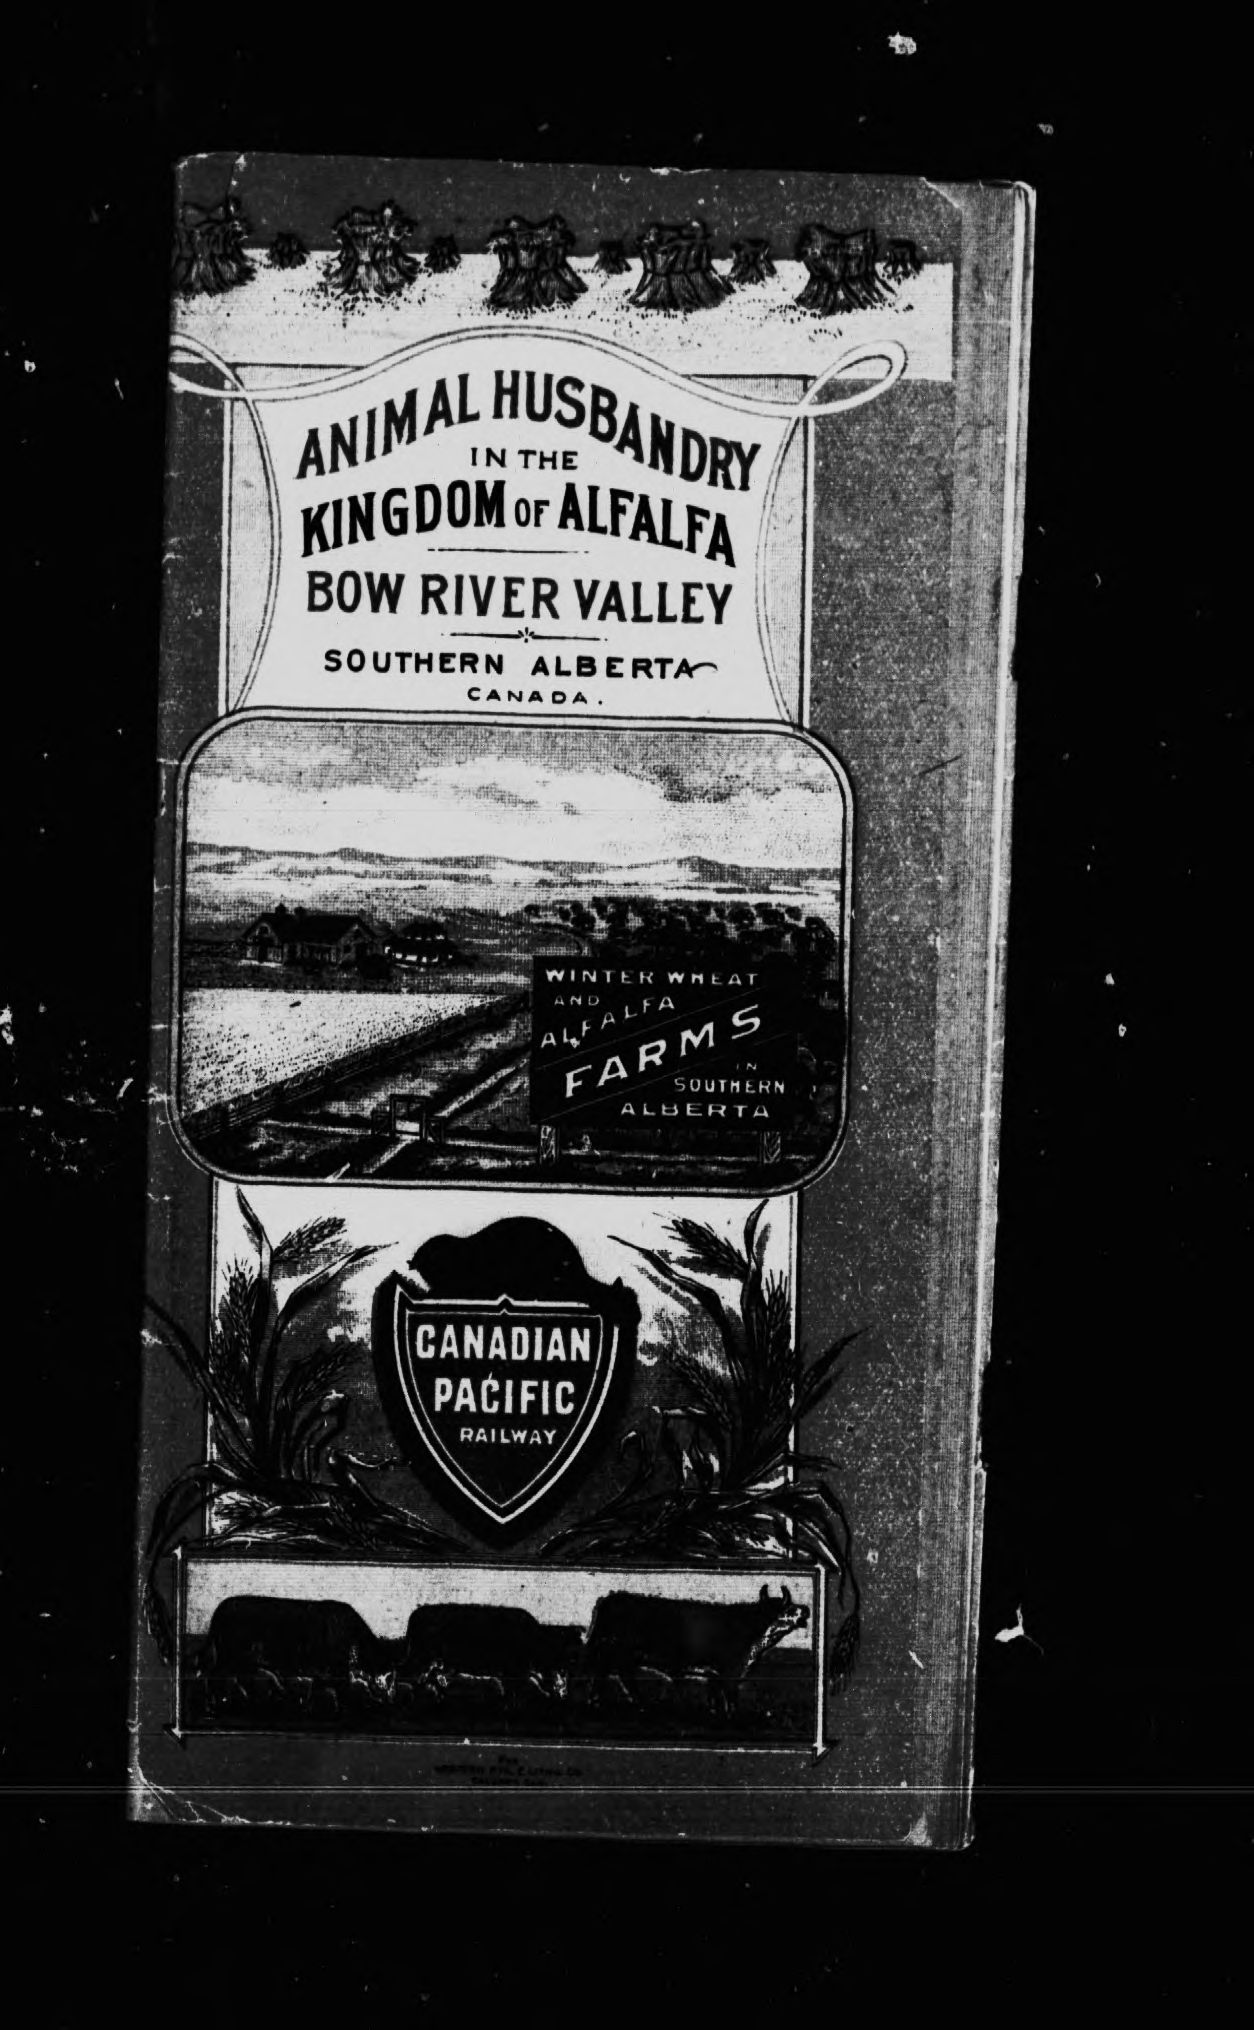 ANIMAL HUSBANDRY
IN THE
KINGDOM OF ALFALFA
BOW RIVER VALLEY
SOUTHERN ALBERTA
CANADA.
WINTER WHEAT
AND
ALFALFA
FARMS
IN
SOUTHERN
ALBERTA
CANADIAN
PACIFIC
RAILWAY